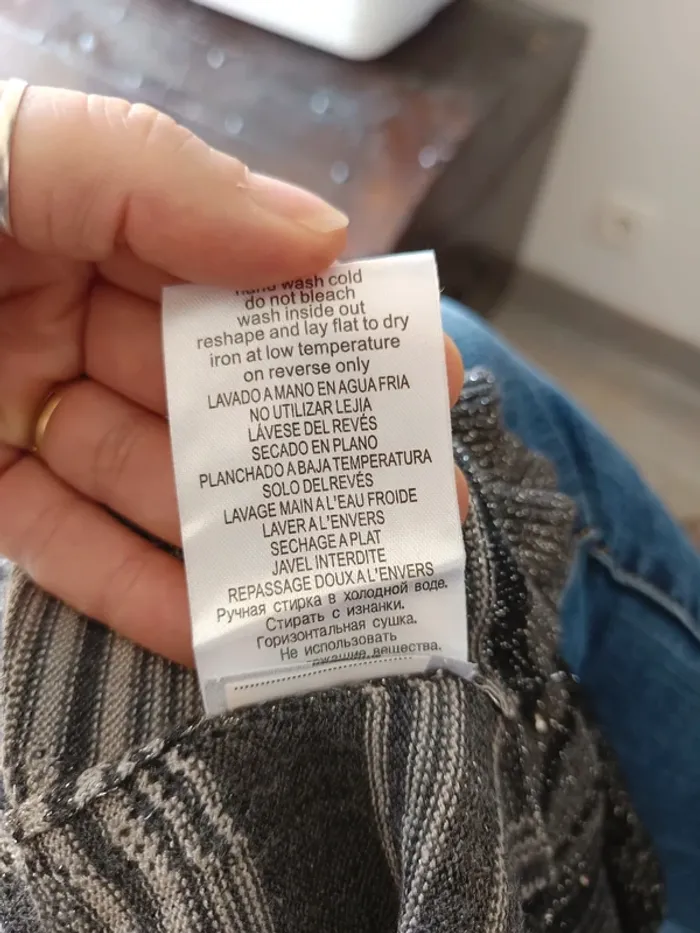 hand wash cold
do not bleach
wash inside out
reshape and lay flat to dry
iron at low temperature
on reverse only
LAVADO A MANO EN AGUA FRIA
NO UTILIZAR LEJIA
LÁVESE DEL REVÉS
SECADO EN PLANO
PLANCHADO A BAJA TEMPERATURA
SOLO DEL REVÉS
LAVAGE MAIN A L'EAU FROIDE
LAVER A L'ENVERS
SECHAGE A PLAT
JAVEL INTERDITE
REPASSAGE DOUX A L'ENVERS
Ручная стирка в холодной воде.
Стирать с изнанки.
Горизонтальная сушка.
Не использовать
вещества.